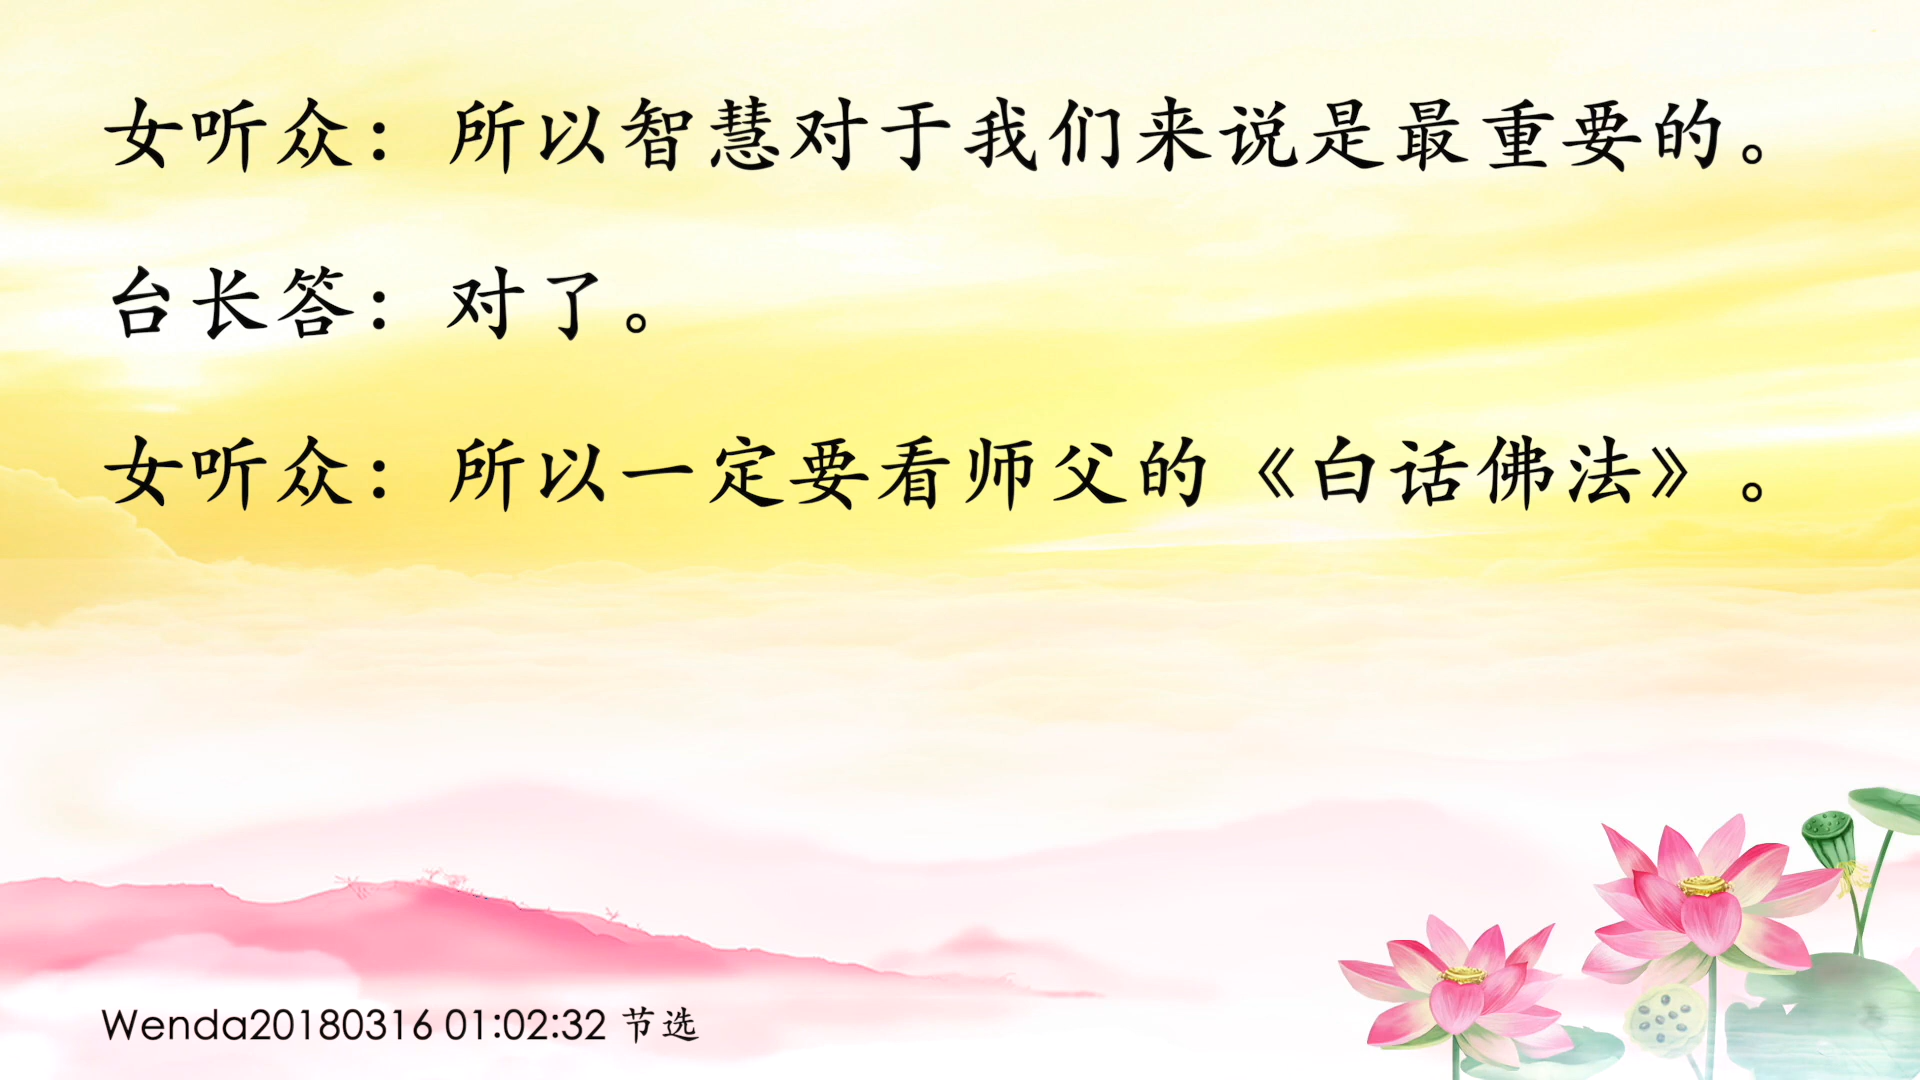 女听众：所以智慧对于我们来说是最重要的。
台长答：对了。
女听众：所以一定要看师父的《白话佛法》。
Wenda20180316 01:02:32 节选